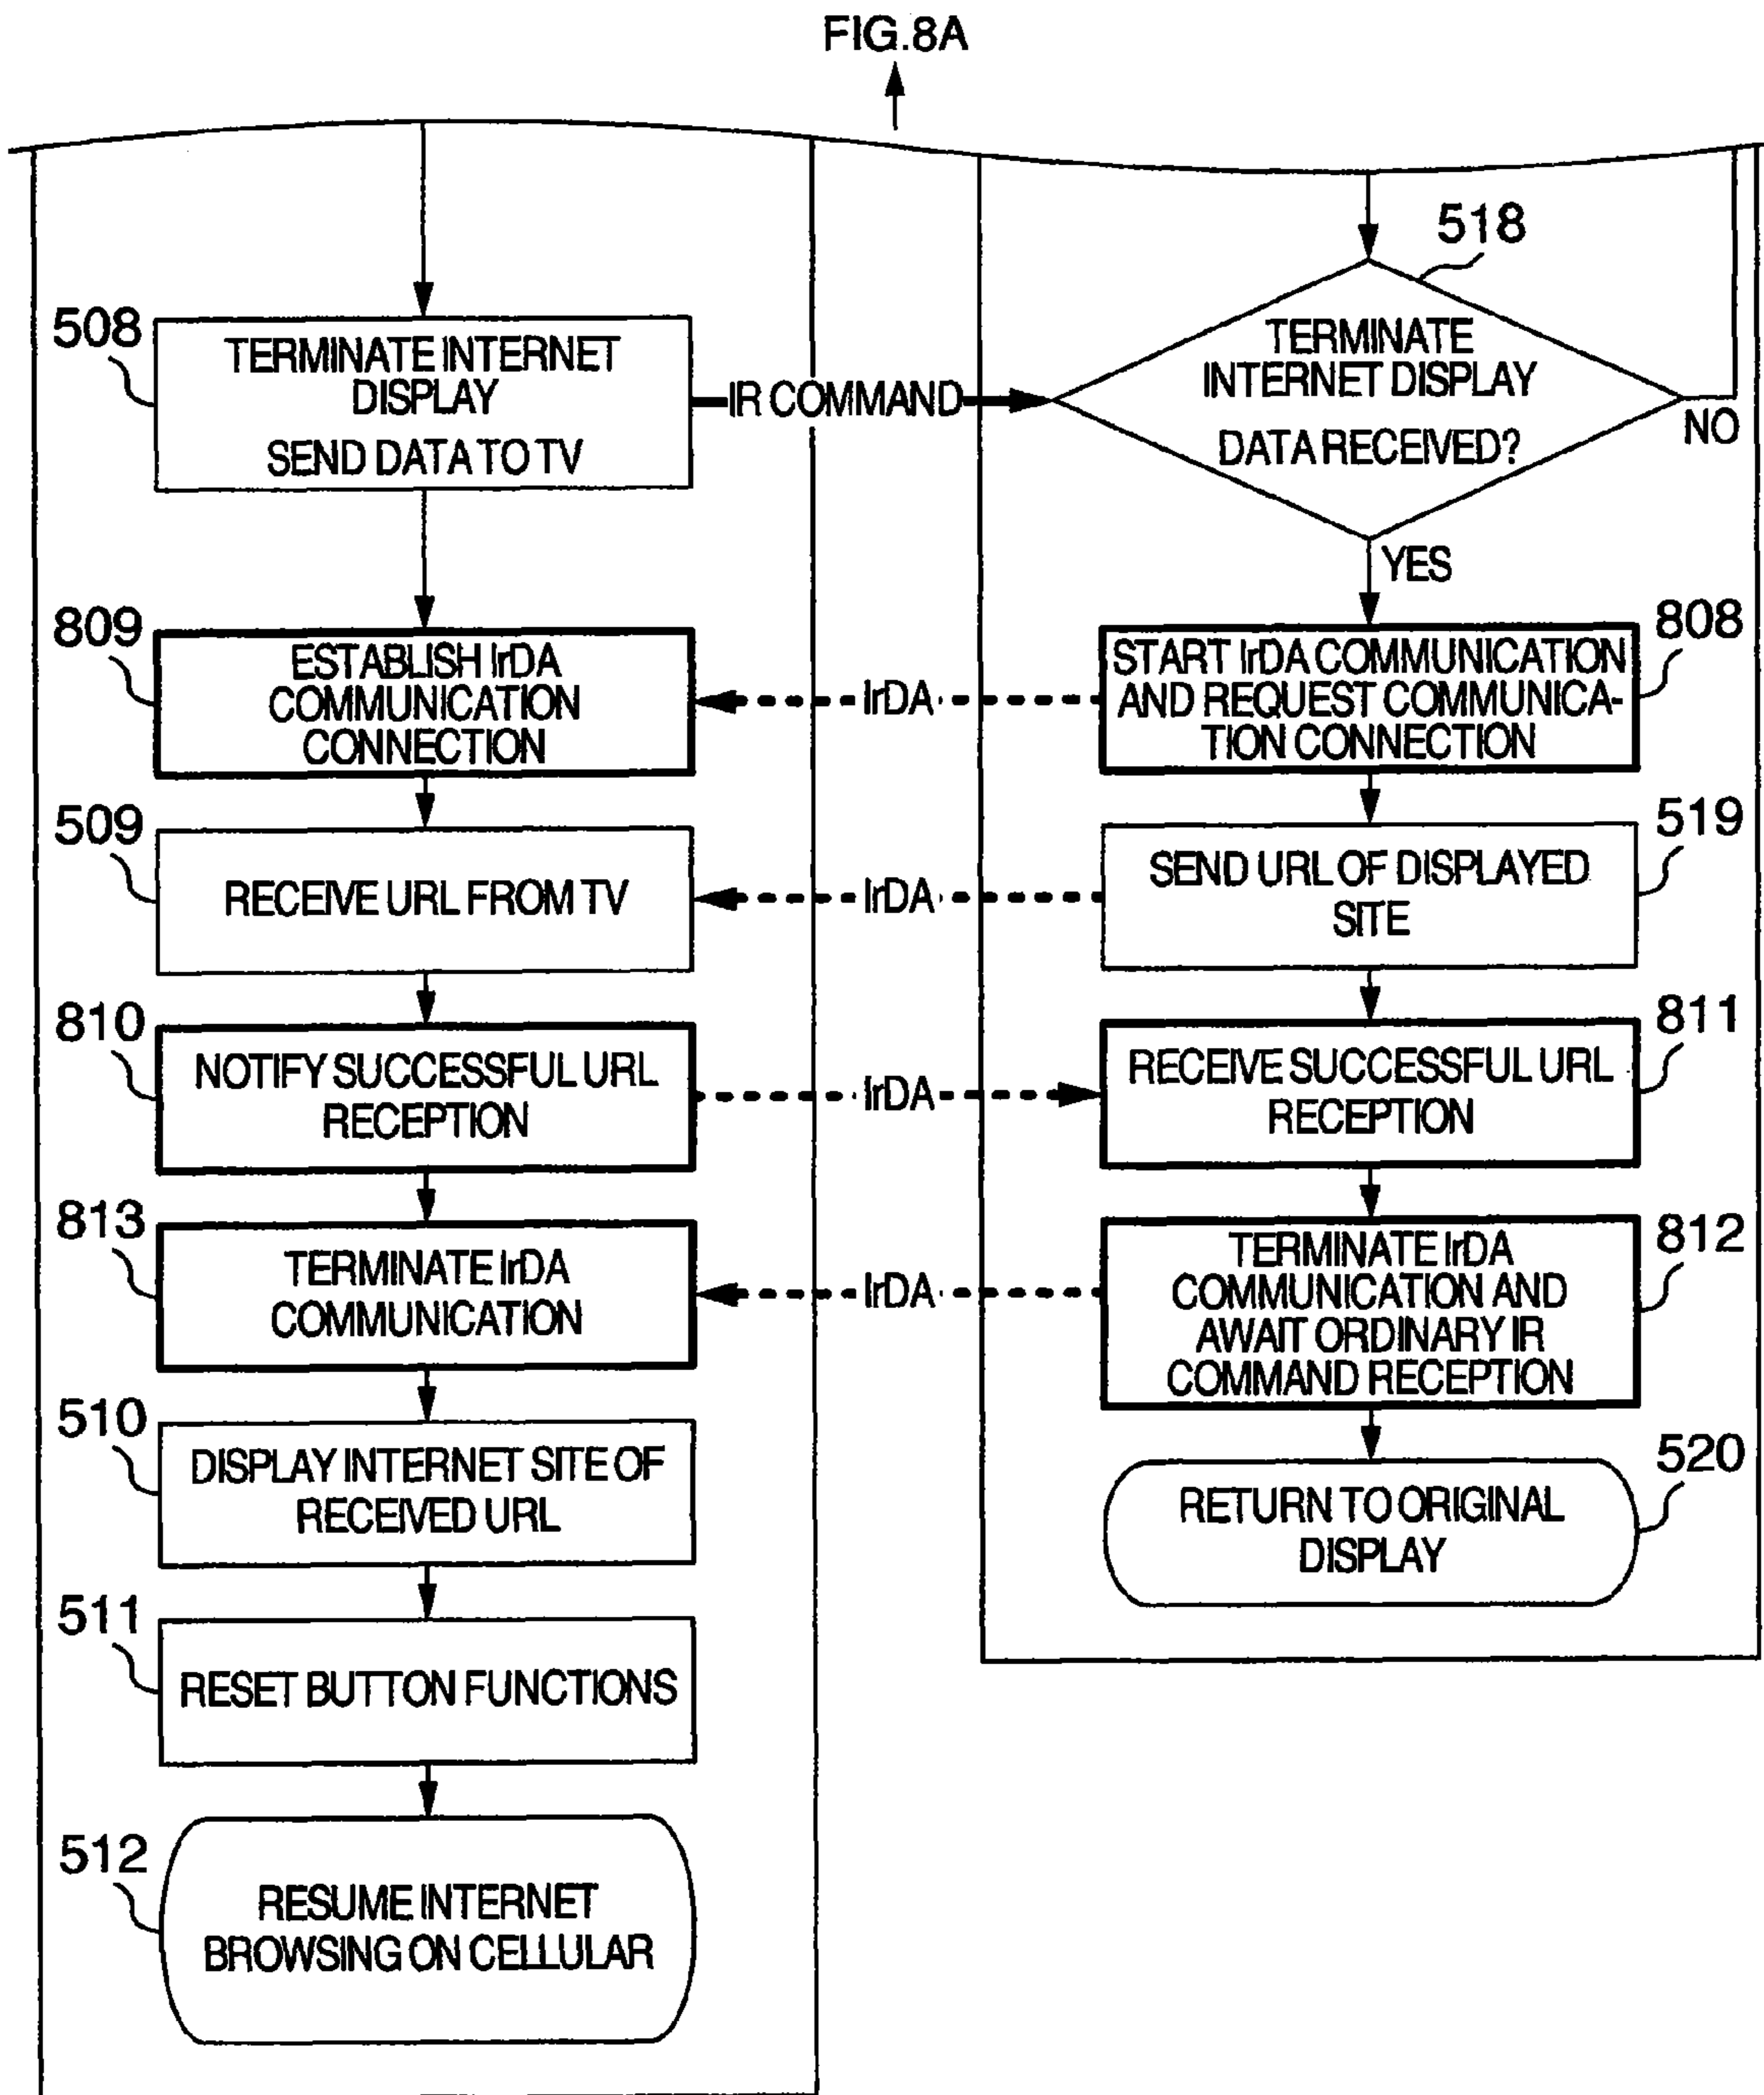 FIG.8A
518
508
TERMINATE INTERNET
DISPLAY
SEND DATA TO TV
IR COMMAND
TERMINATE
INTERNET DISPLAY
DATA RECEIVED?
NO
YES
809
ESTABLISH IrDA
COMMUNICATION
CONNECTION
IrDA
START IrDA COMMUNICATION
AND REQUEST COMMUNICA-
TION CONNECTION
808
509
RECEIVE URL FROM TV
IrDA
SEND URL OF DISPLAYED
SITE
519
810
NOTIFY SUCCESSFUL URL
RECEPTION
IrDA
RECEIVE SUCCESSFUL URL
RECEPTION
811
813
TERMINATE IrDA
COMMUNICATION
IrDA
TERMINATE IrDA
COMMUNICATION AND
AWAIT ORDINARY IR
COMMAND RECEPTION
812
510
DISPLAY INTERNET SITE OF
RECEIVED URL
RETURN TO ORIGINAL
DISPLAY
520
511
RESET BUTTON FUNCTIONS
512
RESUME INTERNET
BROWSING ON CELLULAR